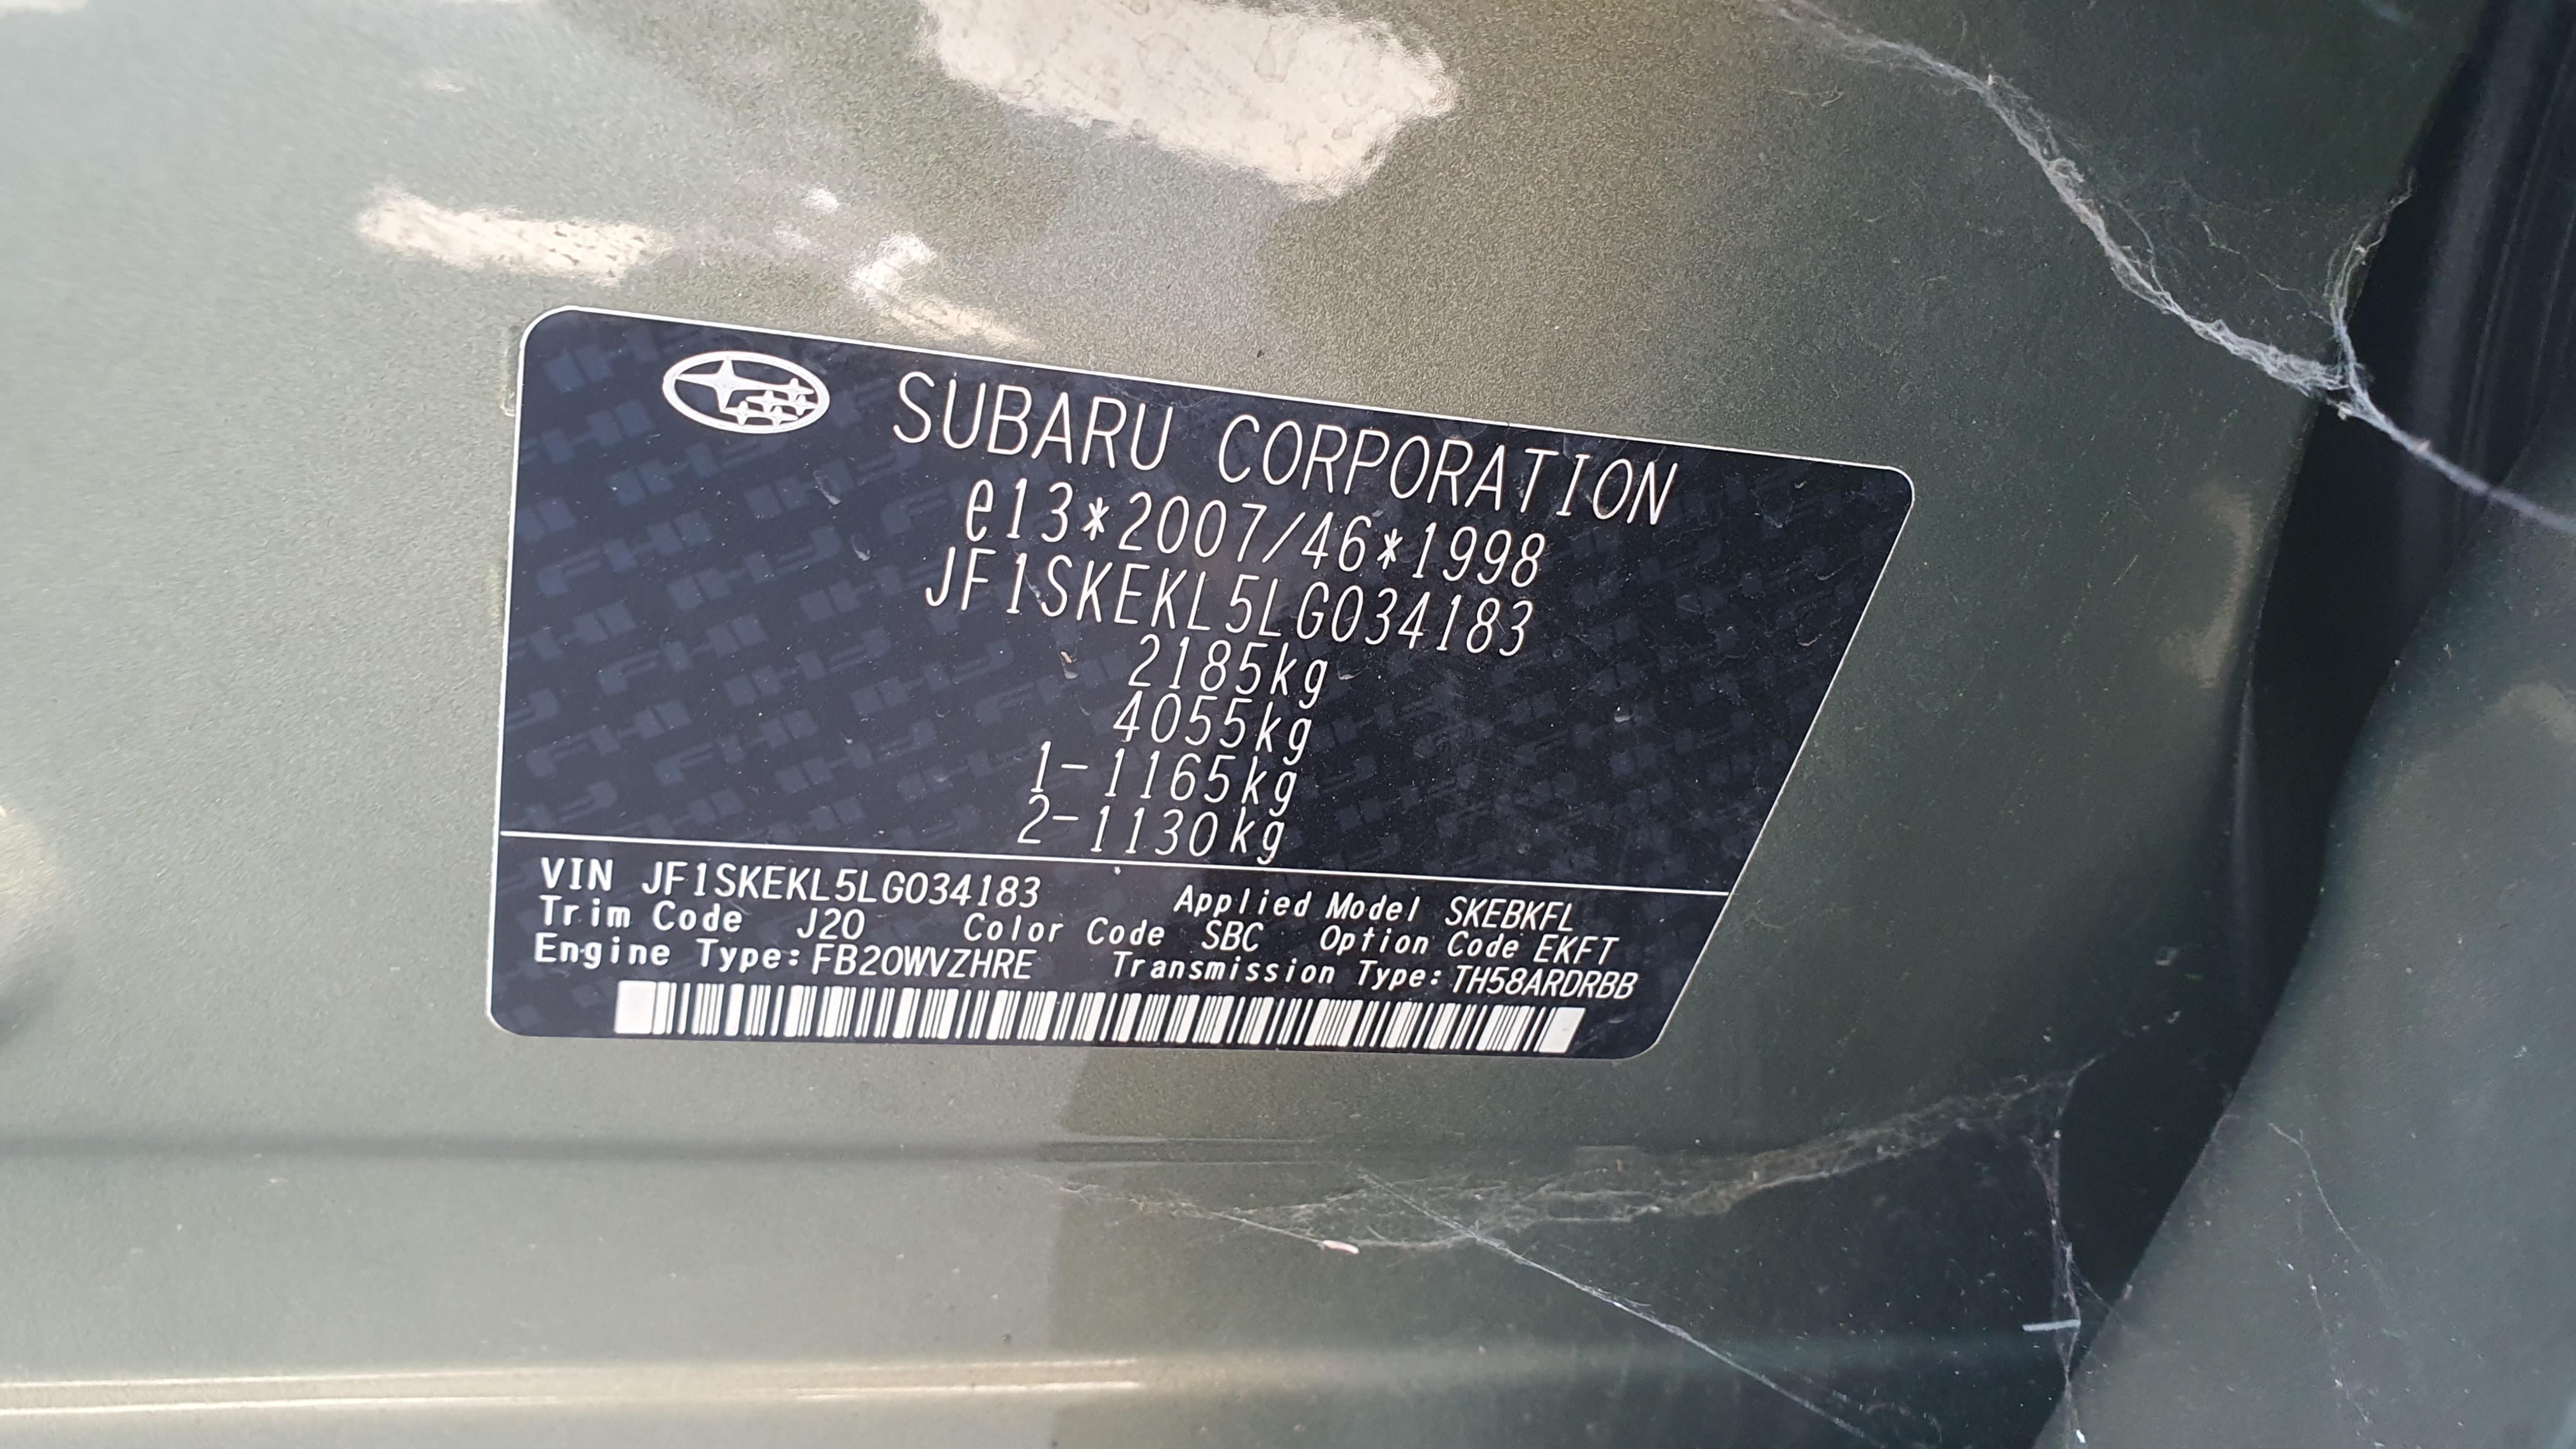 SUBARU CORPORATION
e13*2007/46*1998
JF1SKEKL5LG034183
2185kg
4055kg
1-1165kg
2-1130kg
VIN JF1SKEKL5LG034183 Applied Model SKEBKFL
Trim Code J20 Color Code SBC Option Code EKFT
Engine Type:FB20WVZHRE Transmission Type:TH58ARDRBB